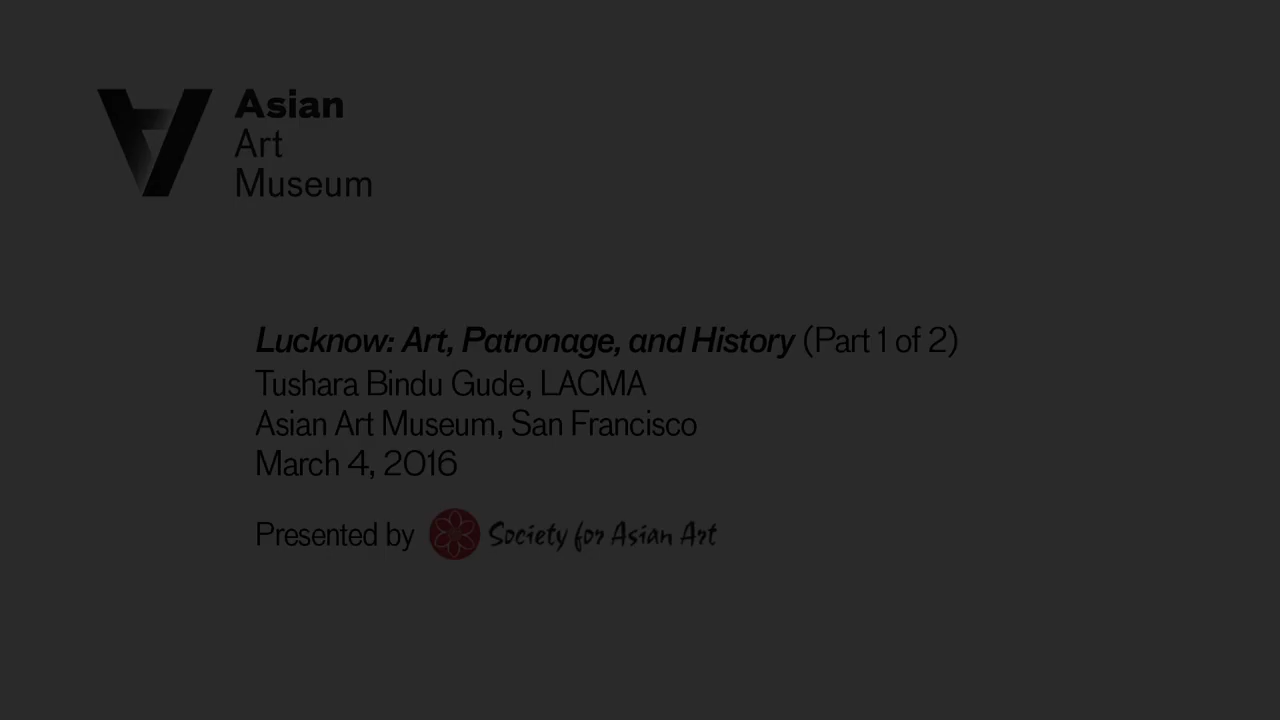 Asian
Art
Museum
Lucknow: Art, Patronage, and History (Part 1 of 2)
Tushara Bindu Gude, LACMA
Asian Art Museum, San Francisco
March 4, 2016
Presented by Society for Asian Art